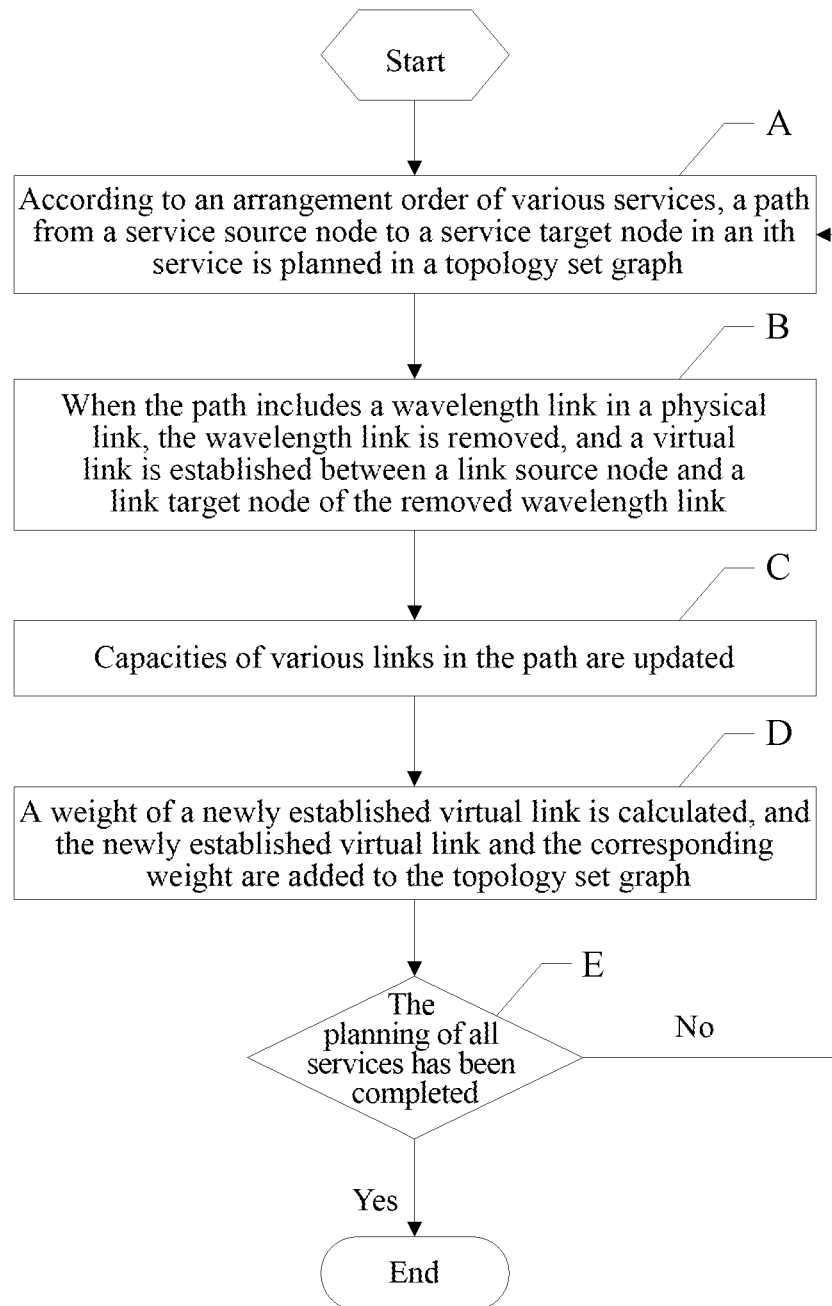 Start
A
According to an arrangement order of various services, a path
from a service source node to a service target node in an ith
service is planned in a topology set graph
B
When the path includes a wavelength link in a physical
link, the wavelength link is removed, and a virtual
link is established between a link source node and a
link target node of the removed wavelength link
C
Capacities of various links in the path are updated
D
A weight of a newly established virtual link is calculated, and
the newly established virtual link and the corresponding
weight are added to the topology set graph
E
The
planning of all
services has been
completed
No
Yes
End